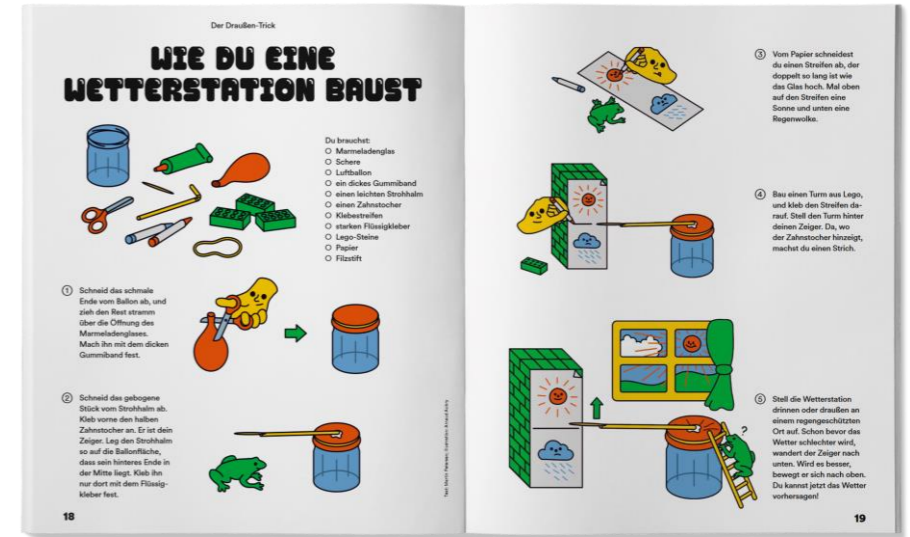 Der Draußen-Trick
WIE DU EINE
WETTERSTATION BAUST
Du brauchst:
O Marmeladenglas
O Schere
O Luftballon
O ein dickes Gummiband
O einen leichten Strohhalm
O einen Zahnstocher
O Klebestreifen
O starken Flüssigkleber
O Lego-Steine
O Papier
O Filzstift
① Schneid das schmale
Ende vom Ballon ab, und
zieh den Rest stramm
über die Öffnung des
Marmeladenglases.
Mach ihn mit dem dicken
Gummiband fest.
② Schneid das gebogene
Stück vom Strohhalm ab.
Kleb vorne den halben
Zahnstocher an. Er ist dein
Zeiger. Leg den Strohhalm
so auf die Ballonfläche,
dass sein hinteres Ende in
der Mitte liegt. Kleb ihn
nur dort mit dem Flüssig-
kleber fest.
18
③ Vom Papier schneidest
du einen Streifen ab, der
doppelt so lang ist wie
das Glas hoch. Mal oben
auf den Streifen eine
Sonne und unten eine
Regenwolke.
④ Bau einen Turm aus Lego,
und kleb den Streifen da-
rauf. Stell den Turm hinter
deinen Zeiger. Da, wo
der Zahnstocher hinzeigt,
machst du einen Strich.
?
⑤ Stell die Wetterstation
drinnen oder draußen an
einem regengeschützten
Ort auf. Schon bevor das
Wetter schlechter wird,
wandert der Zeiger nach
unten. Wird es besser,
bewegt er sich nach oben.
Du kannst jetzt das Wetter
vorhersagen!
19